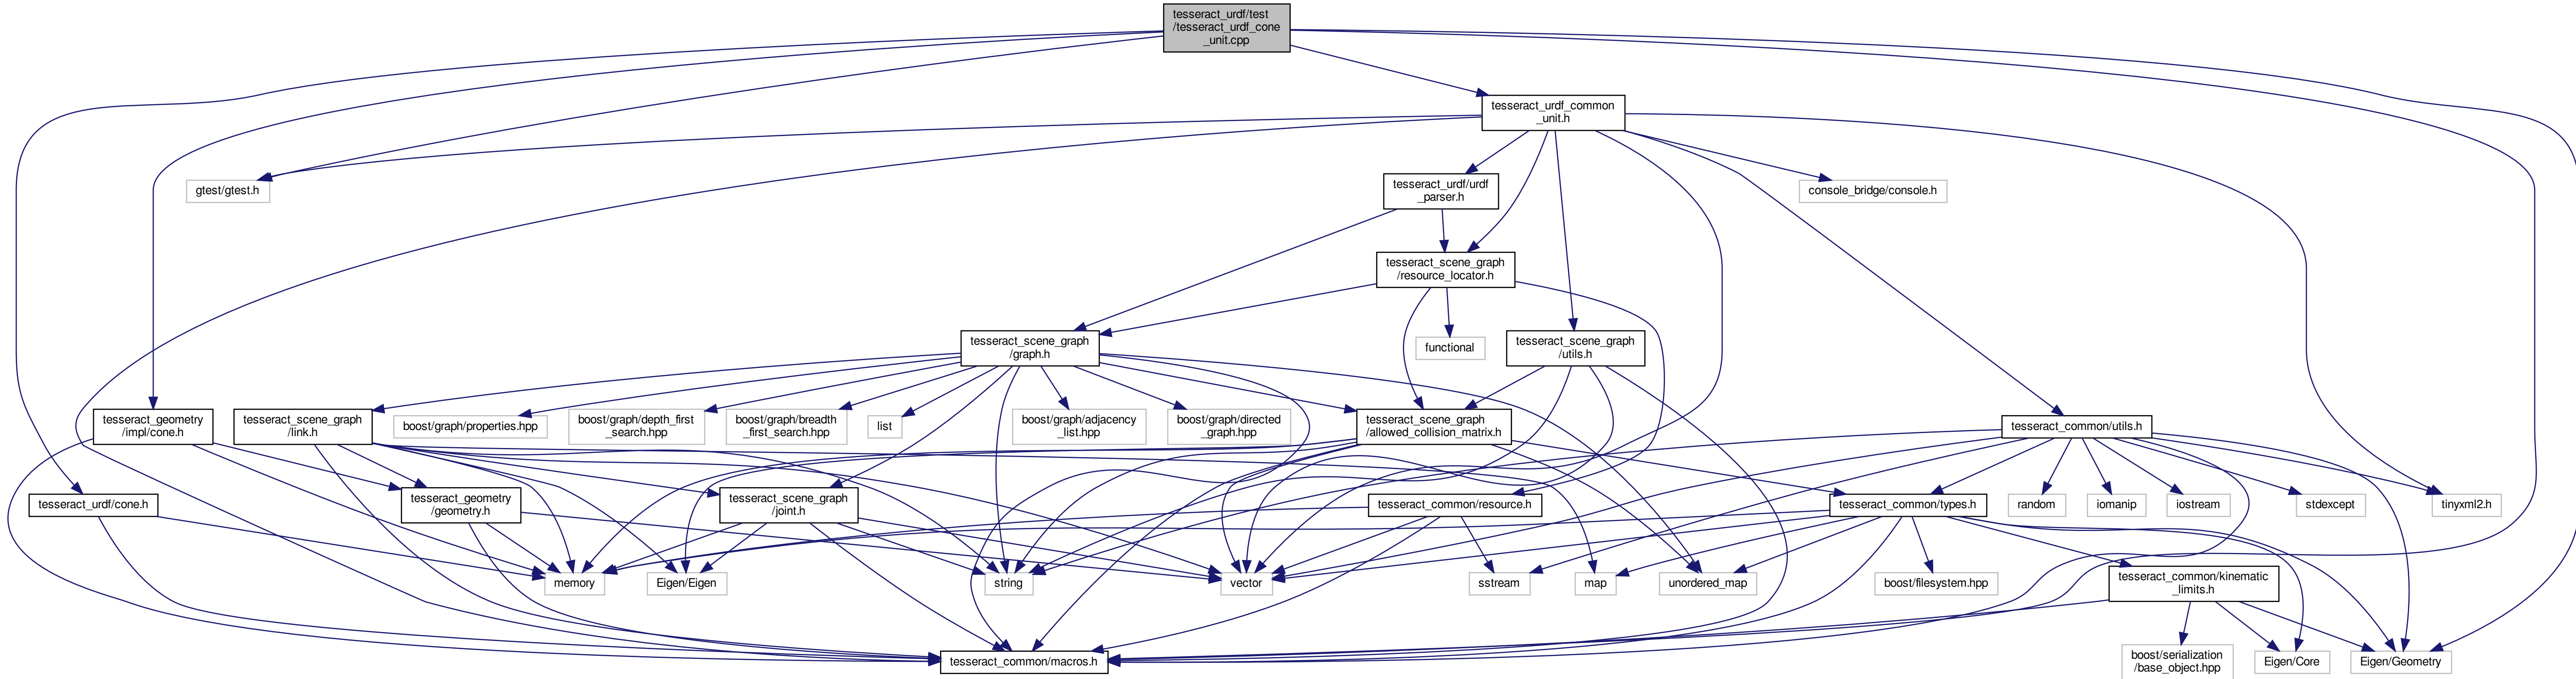 tesseract_urdf/test
/tesseract_urdf_cone
_unit.cpp
tesseract_urdf_common
_unit.h
gtest/gtest.h
tesseract_urdf/urdf
_parser.h
console_bridge/console.h
tesseract_scene_graph
/resource_locator.h
tesseract_scene_graph
/graph.h
functional
tesseract_scene_graph
/utils.h
tesseract_geometry
/impl/cone.h
tesseract_scene_graph
/link.h
boost/graph/properties.hpp
boost/graph/depth_first
_search.hpp
boost/graph/breadth
_first_search.hpp
list
boost/graph/adjacency
_list.hpp
boost/graph/directed
_graph.hpp
tesseract_scene_graph
/allowed_collision_matrix.h
tesseract_common/utils.h
tesseract_urdf/cone.h
tesseract_geometry
/geometry.h
tesseract_scene_graph
/joint.h
tesseract_common/resource.h
tesseract_common/types.h
random
iomanip
iostream
stdexcept
tinyxml2.h
memory
Eigen/Eigen
string
vector
sstream
map
unordered_map
boost/filesystem.hpp
tesseract_common/kinematic
_limits.h
tesseract_common/macros.h
boost/serialization
/base_object.hpp
Eigen/Core
Eigen/Geometry